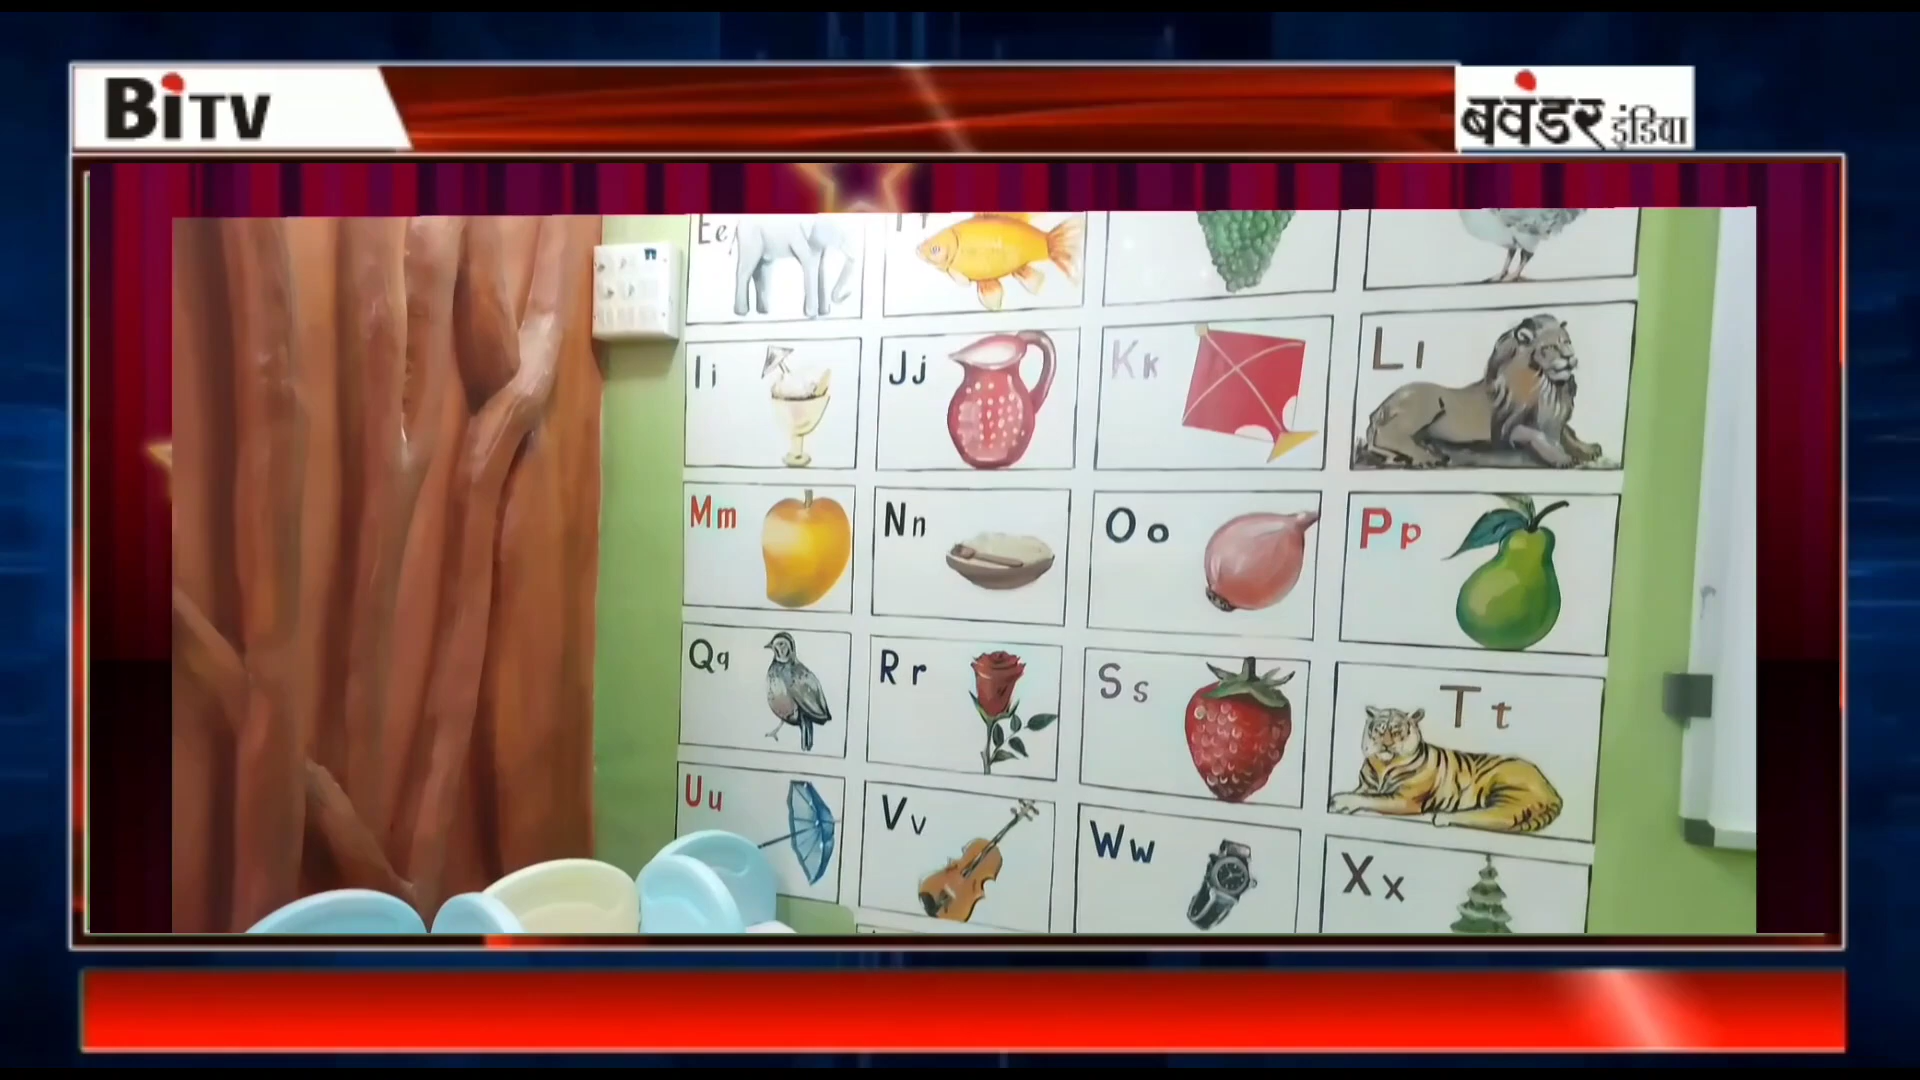 BiTV
बवंडर इंडिया
Ee
Ii Jj Kk Ll
Mm Nn Oo Pp
Qq Rr Ss Tt
Uu Vv Ww Xx